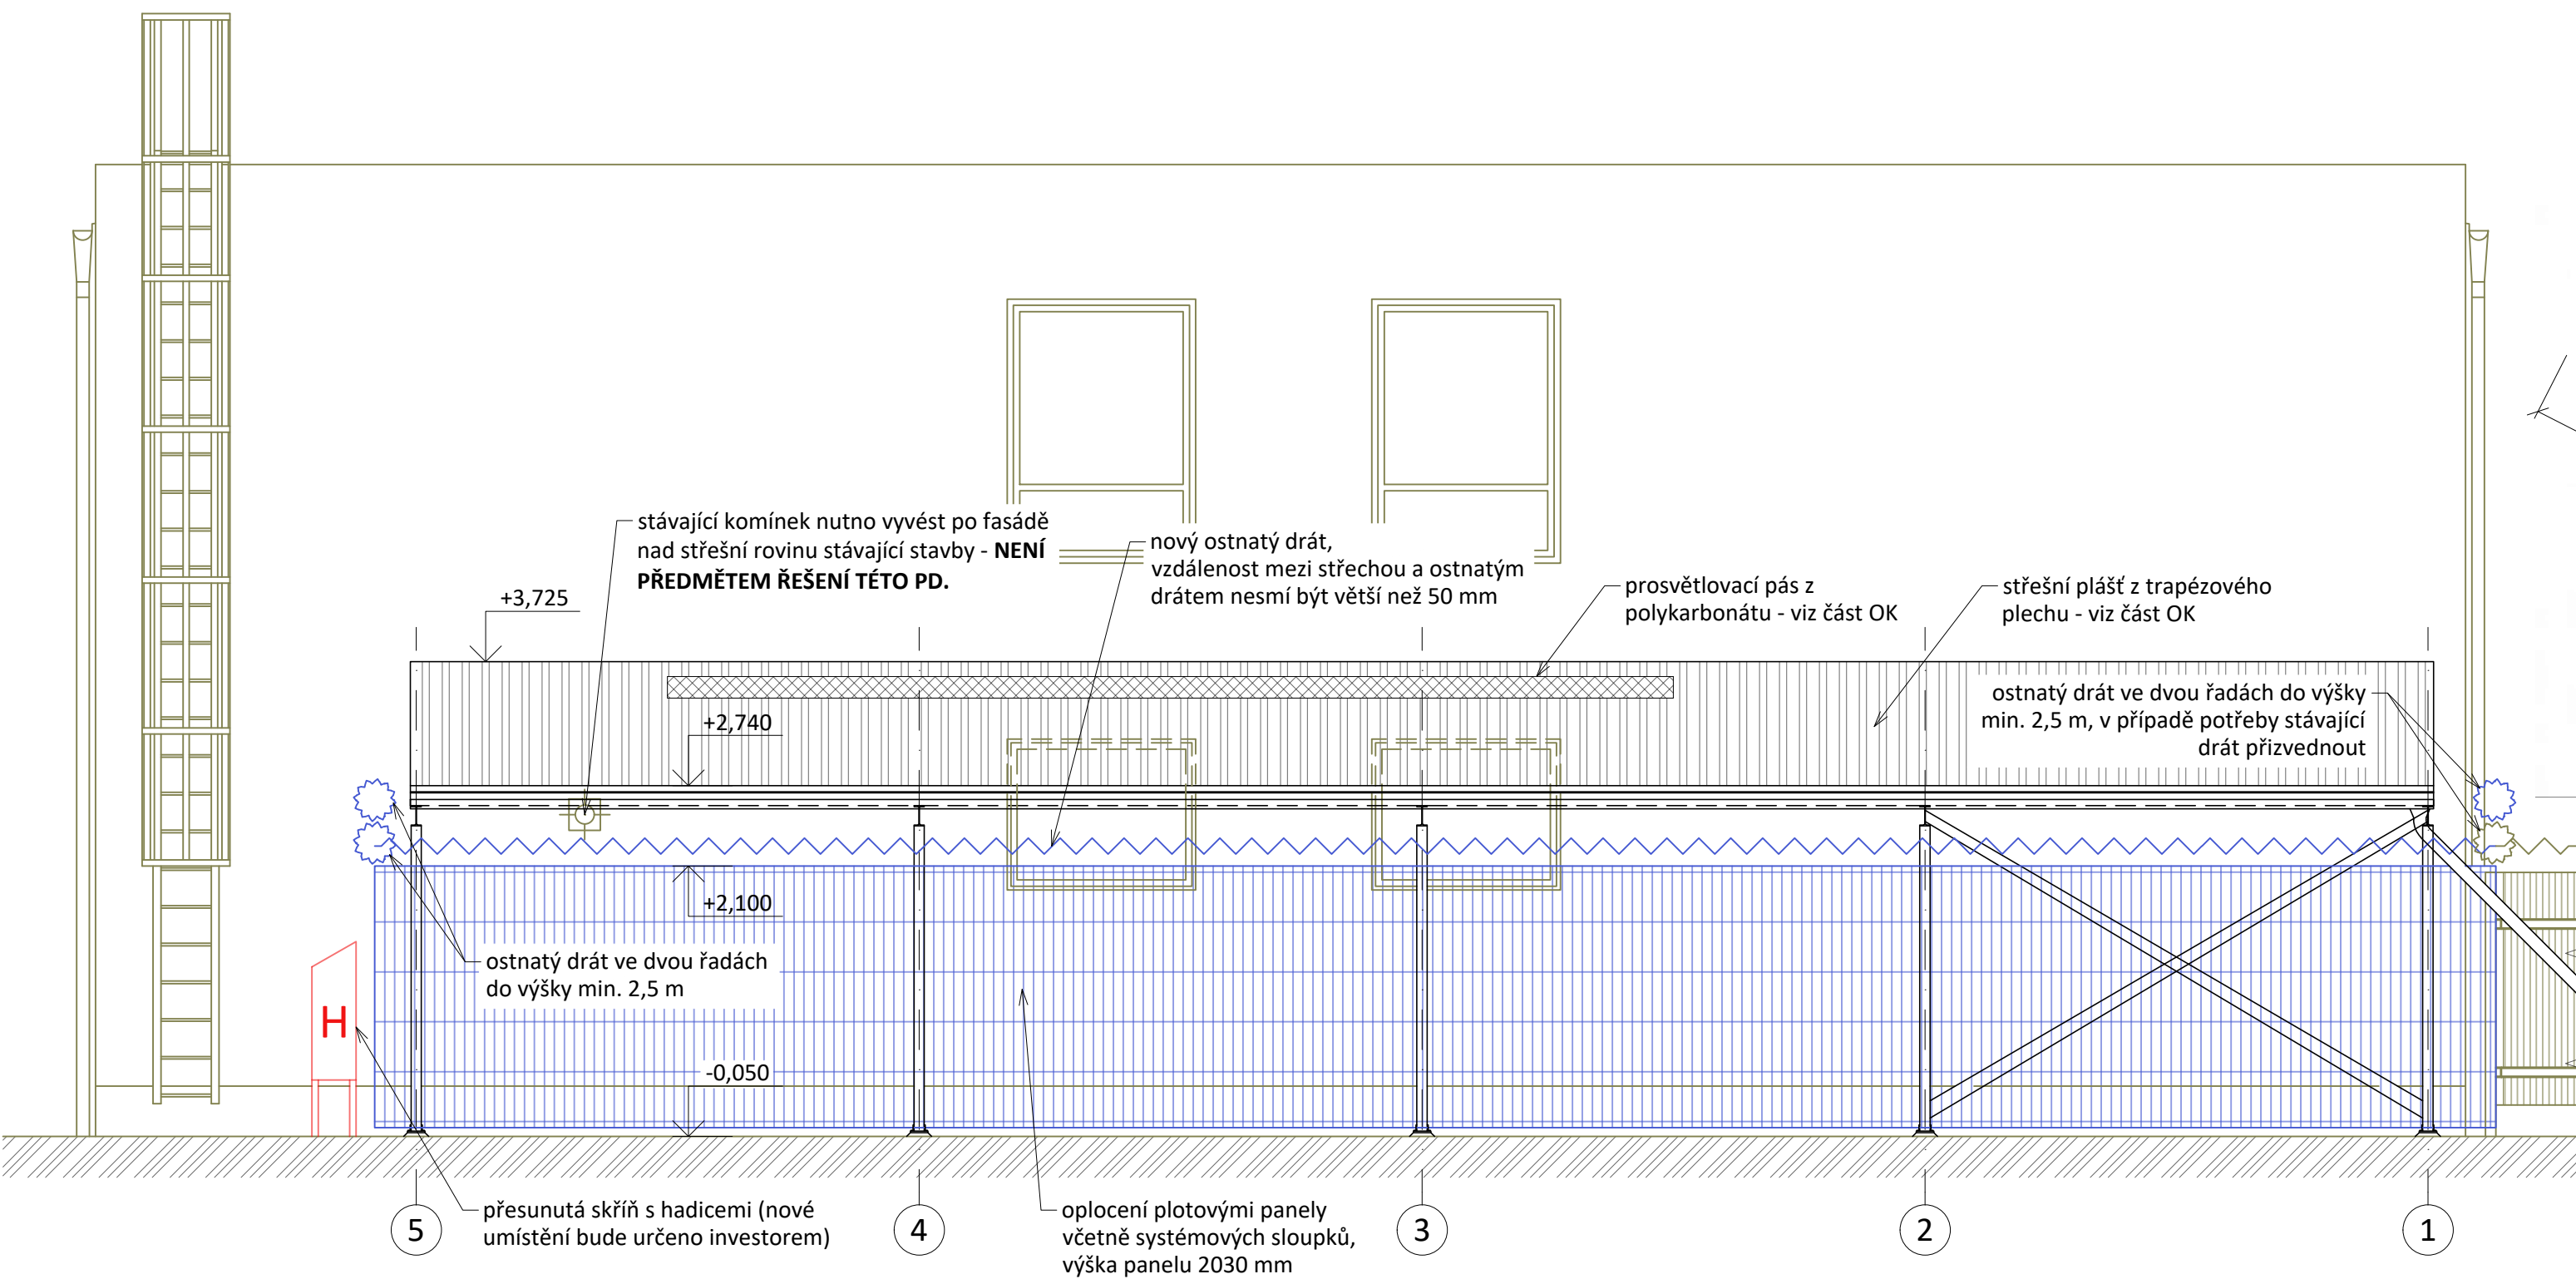 stávající komínek nutno vyvést po fasádě
nad střešní rovinu stávající stavby - NENÍ
PŘEDMĚTEM ŘEŠENÍ TÉTO PD.
nový ostnatý drát,
vzdálenost mezi střechou a ostnatým
drátem nesmí být větší než 50 mm
prosvětlovací pás z
polykarbonátu - viz část OK
střešní plášť z trapézového
plechu - viz část OK
+3,725
ostnatý drát ve dvou řadách do výšky
min. 2,5 m, v případě potřeby stávající
drát přizvednout
+2,740
+2,100
ostnatý drát ve dvou řadách
do výšky min. 2,5 m
H
-0,050
přesunutá skříň s hadicemi (nové
umístění bude určeno investorem)
oplocení plotovými panely
včetně systémových sloupků,
výška panelu 2030 mm
5
4
3
2
1